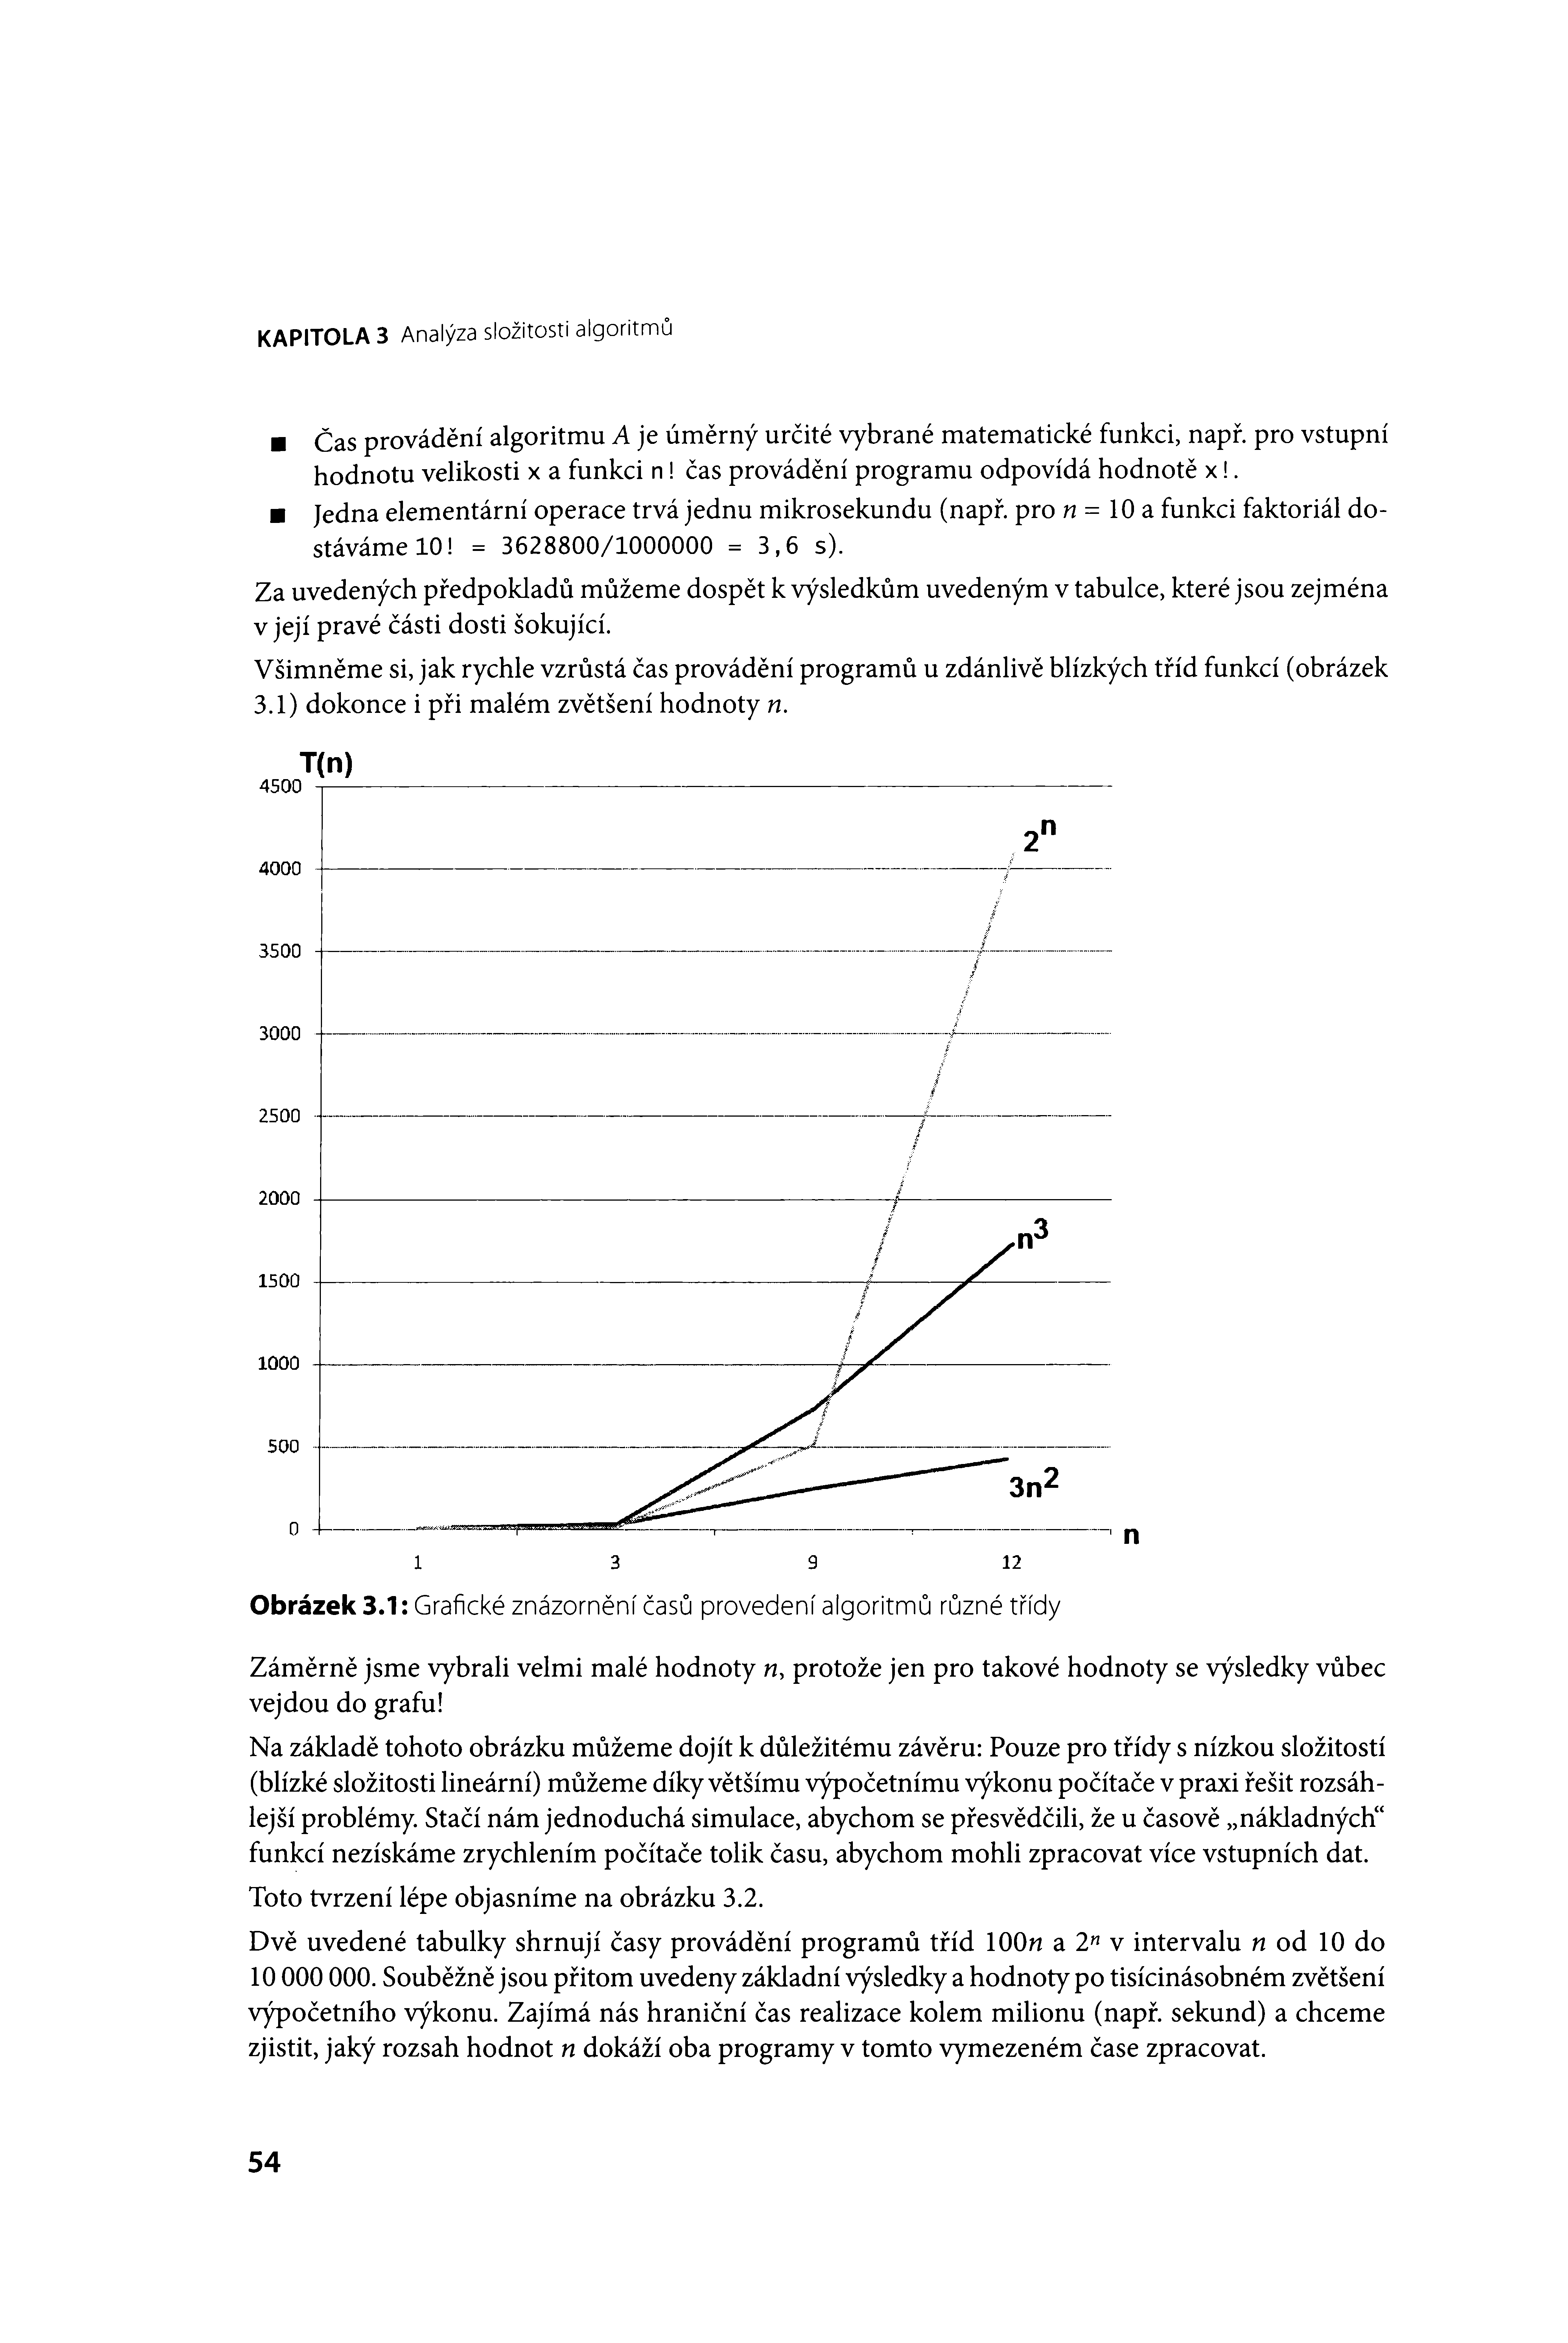 KAPITOLA 3 Analýza složitosti algoritmů
■ Čas provádění algoritmu A je úměrný určité vybrané matematické funkci, např. pro vstupní
hodnotu velikosti x a funkci n! čas provádění programu odpovídá hodnotě x!.
■ Jedna elementární operace trvá jednu mikrosekundu (např. pro n = 10 a funkci faktoriál do-
stáváme 10! = 3628800/1000000 = 3,6 s).
Za uvedených předpokladů můžeme dospět k výsledkům uvedeným v tabulce, které jsou zejména
v její pravé části dosti šokující.
Všimněme si, jak rychle vzrůstá čas provádění programů u zdánlivě blízkých tříd funkcí (obrázek
3.1) dokonce i při malém zvětšení hodnoty n.
T(n)
4500
2ⁿ
4000
3500
3000
2500
2000
n³
1500
1000
500
3n²
0
n
1 3 9 12
Obrázek 3.1: Grafické znázornění časů provedení algoritmů různé třídy
Záměrně jsme vybrali velmi malé hodnoty n, protože jen pro takové hodnoty se výsledky vůbec
vejdou do grafu!
Na základě tohoto obrázku můžeme dojít k důležitému závěru: Pouze pro třídy s nízkou složitostí
(blízké složitosti lineární) můžeme díky většímu výpočetnímu výkonu počítače v praxi řešit rozsáh-
lejší problémy. Stačí nám jednoduchá simulace, abychom se přesvědčili, že u časově „nákladných“
funkcí nezískáme zrychlením počítače tolik času, abychom mohli zpracovat více vstupních dat.
Toto tvrzení lépe objasníme na obrázku 3.2.
Dvě uvedené tabulky shrnují časy provádění programů tříd 100n a 2ⁿ v intervalu n od 10 do
10 000 000. Souběžně jsou přitom uvedeny základní výsledky a hodnoty po tisícinásobném zvětšení
výpočetního výkonu. Zajímá nás hraniční čas realizace kolem milionu (např. sekund) a chceme
zjistit, jaký rozsah hodnot n dokáží oba programy v tomto vymezeném čase zpracovat.
54